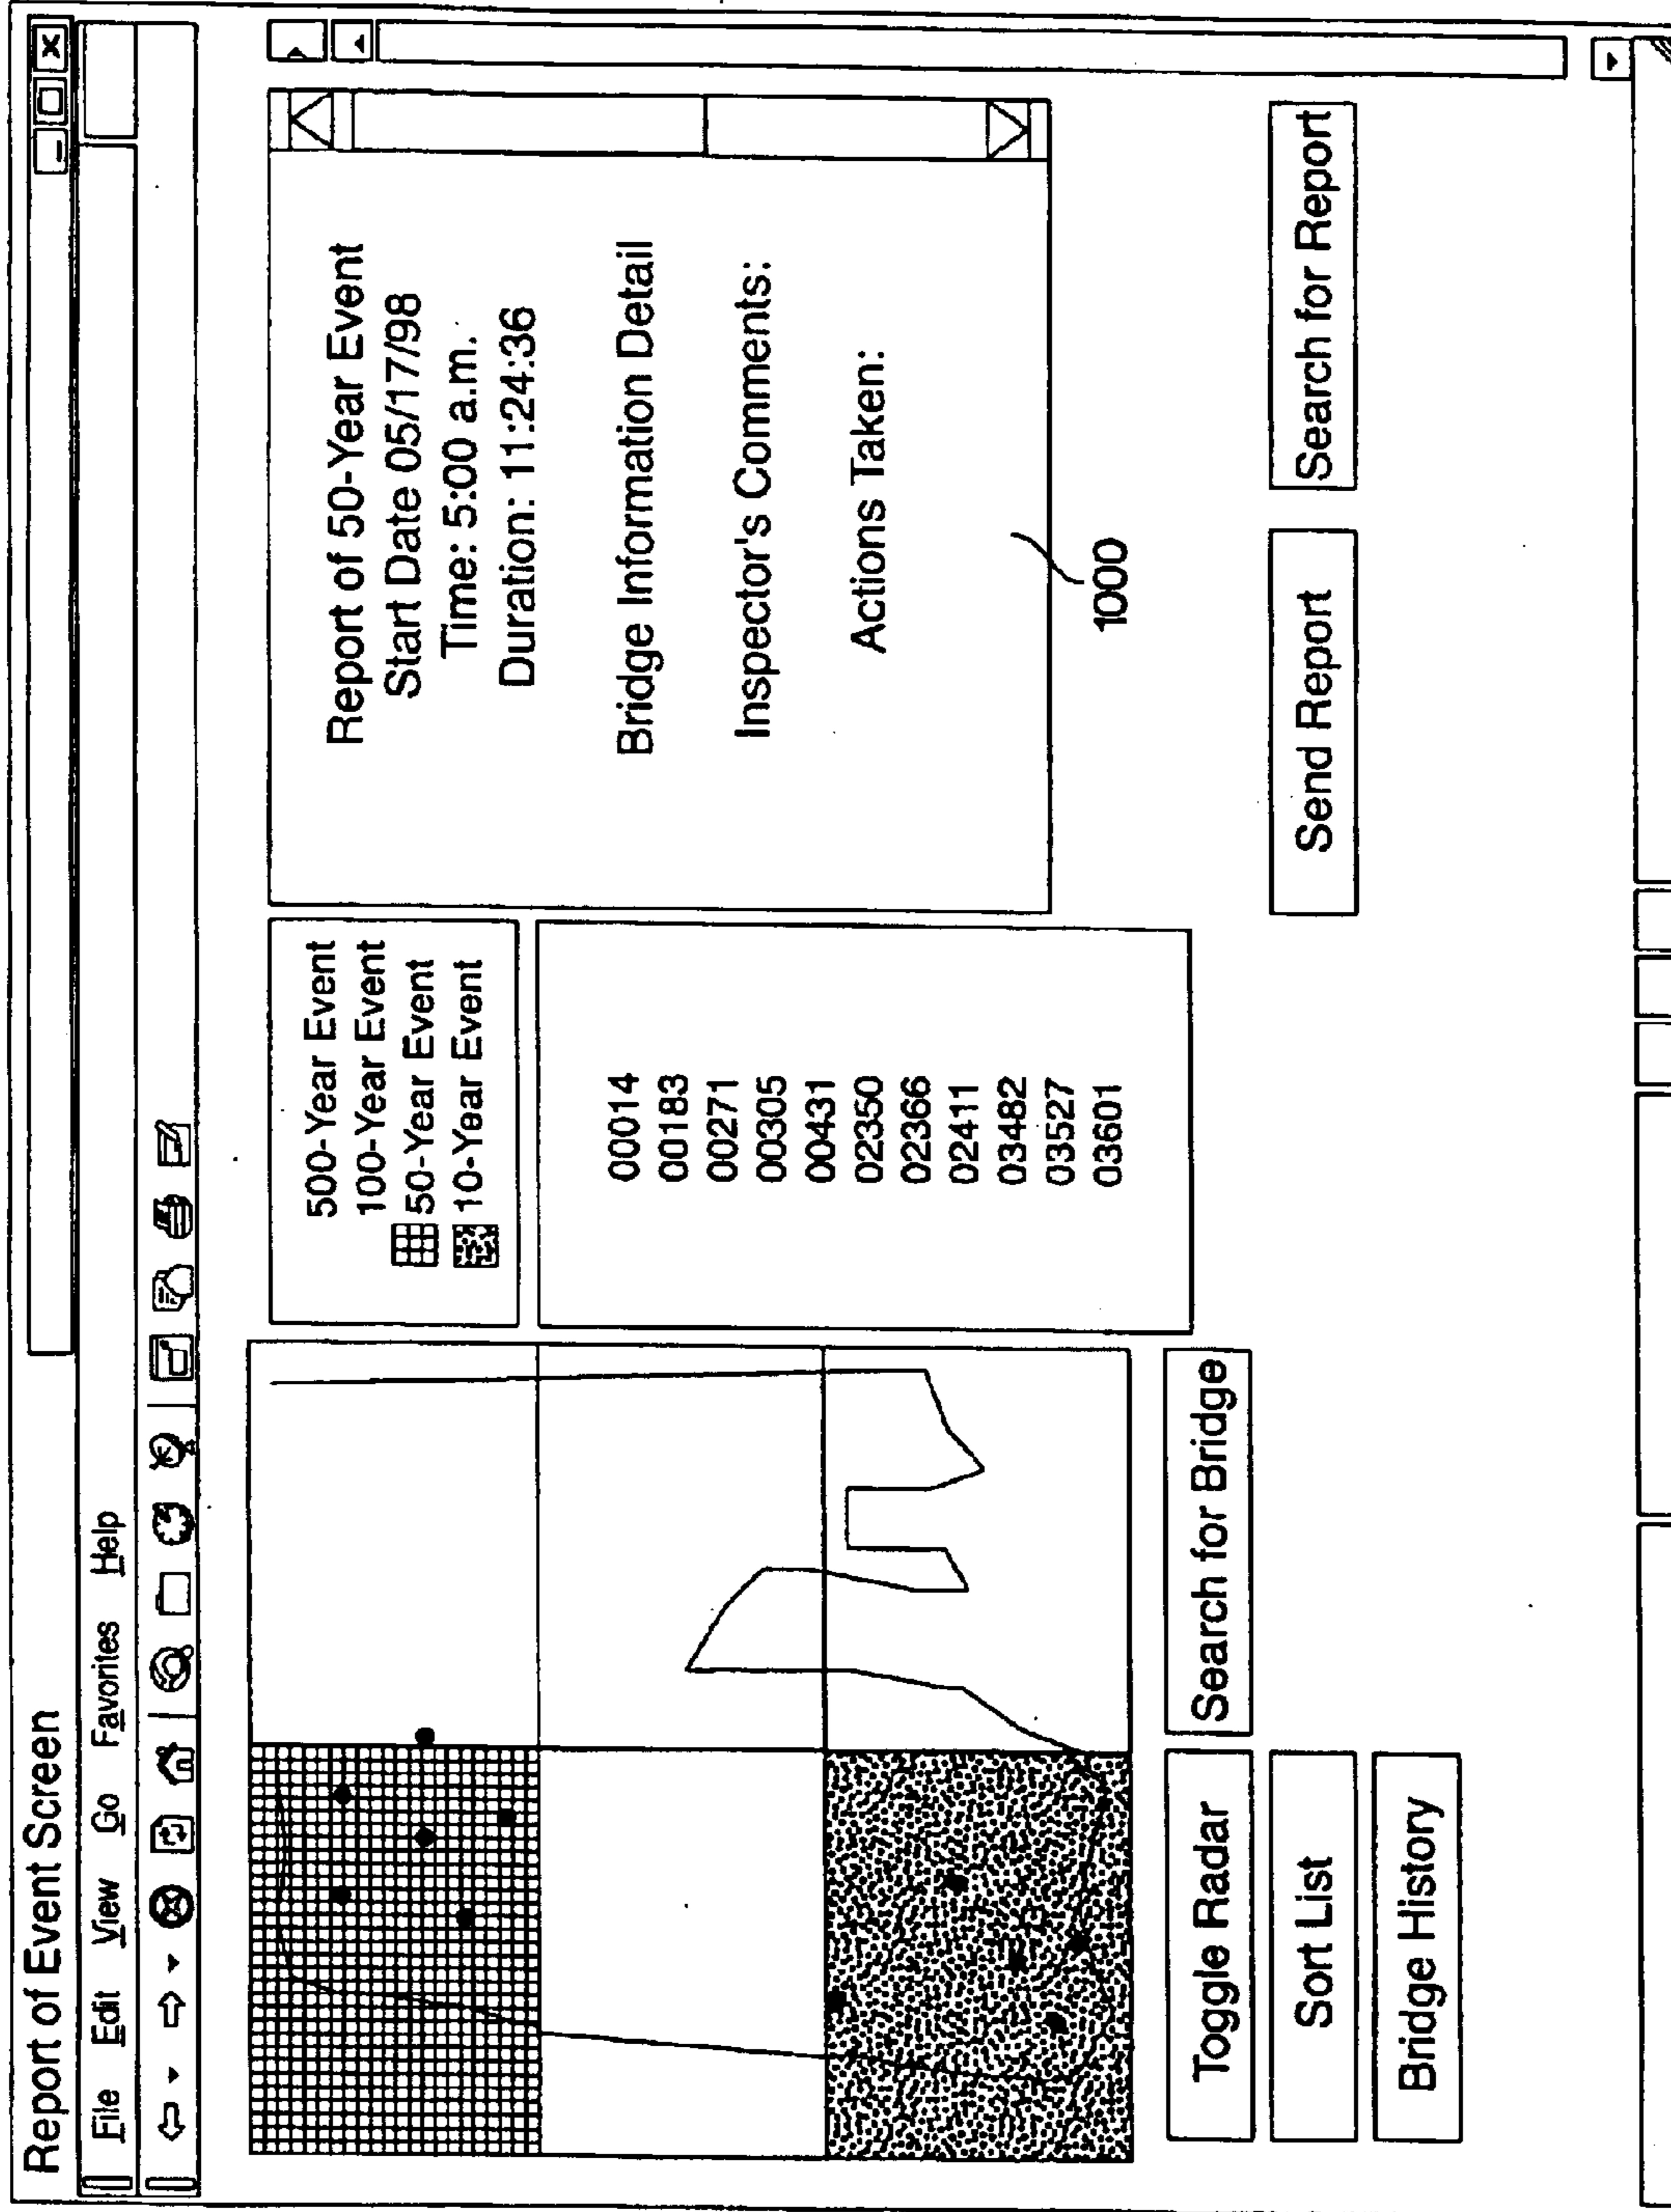 Report of Event Screen
File Edit View Go Favorites Help
500-Year Event
100-Year Event
50-Year Event
10-Year Event
00014
00183
00271
00305
00431
02350
02366
02411
03482
03527
03601
Report of 50-Year Event
Start Date 05/17/98
Time: 5:00 a.m.
Duration: 11:24:36
Bridge Information Detail
Inspector's Comments:
Actions Taken:
1000
Toggle Radar
Search for Bridge
Sort List
Bridge History
Send Report
Search for Report